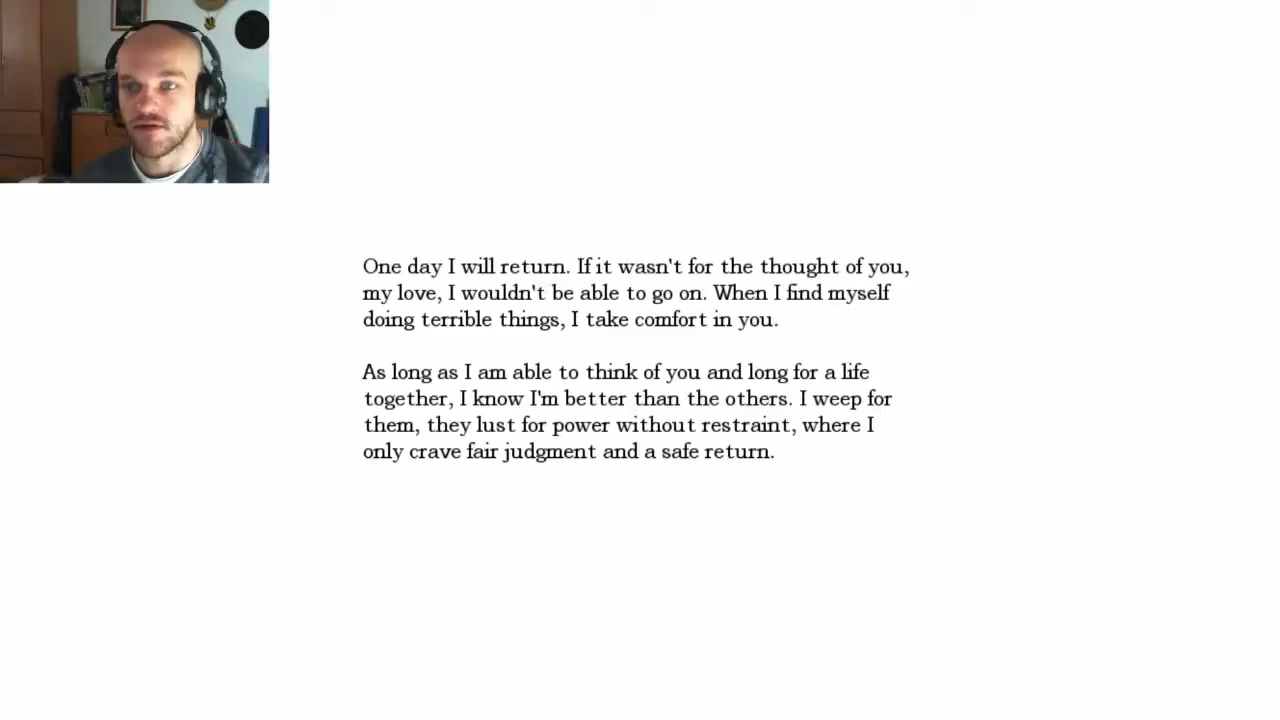 One day I will return. If it wasn't for the thought of you,
my love, I wouldn't be able to go on. When I find myself
doing terrible things, I take comfort in you.
As long as I am able to think of you and long for a life
together, I know I'm better than the others. I weep for
them, they lust for power without restraint, where I
only crave fair judgment and a safe return.